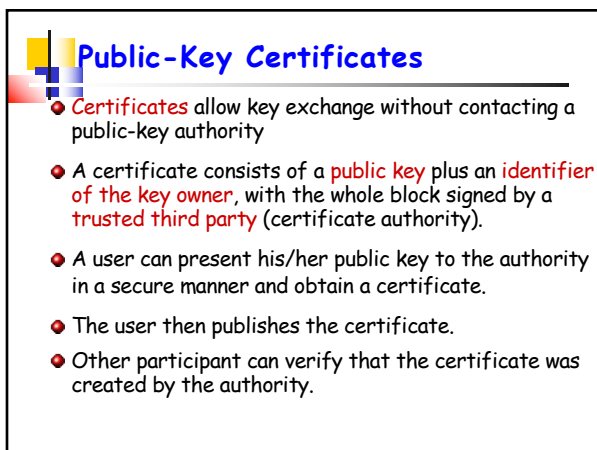 Public-Key Certificates
Certificates allow key exchange without contacting a
public-key authority
A certificate consists of a public key plus an identifier
of the key owner, with the whole block signed by a
trusted third party (certificate authority).
A user can present his/her public key to the authority
in a secure manner and obtain a certificate.
The user then publishes the certificate.
Other participant can verify that the certificate was
created by the authority.